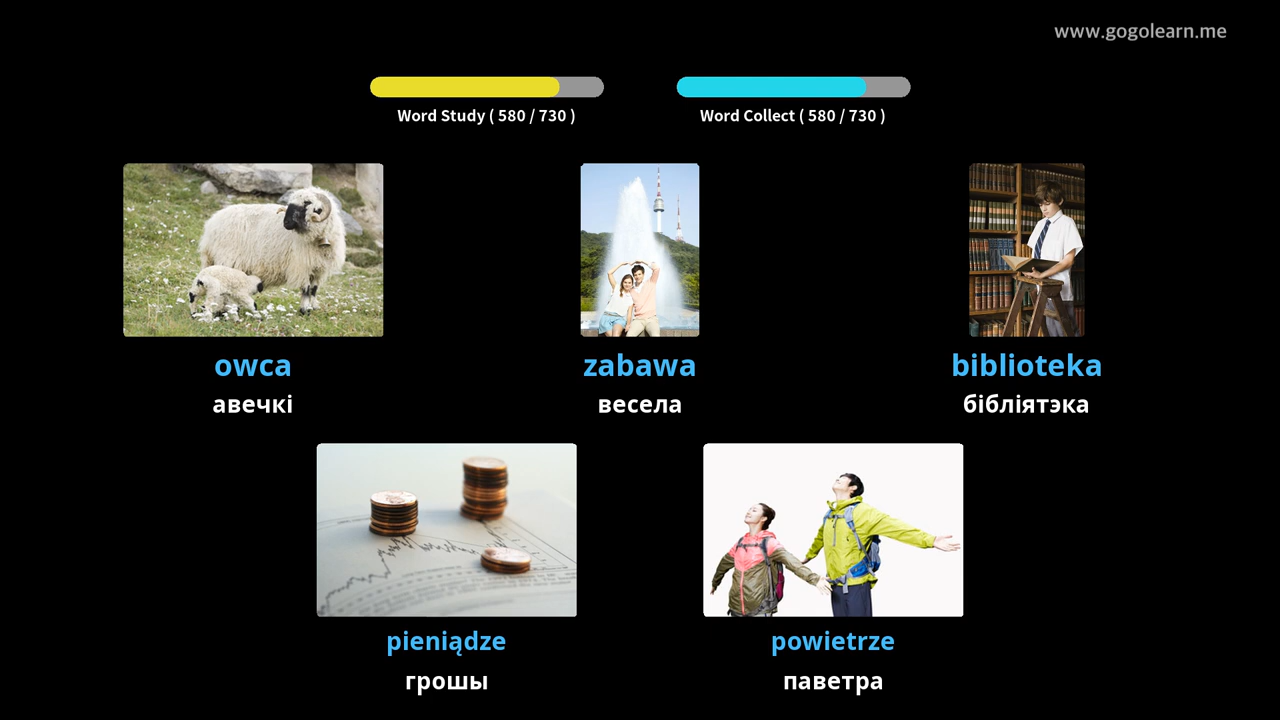 www.gogolearn.me
Word Study ( 580 / 730 )
Word Collect ( 580 / 730 )
owca
авечкі
zabawa
весела
biblioteka
бібліятэка
pieniądze
грошы
powietrze
паветра